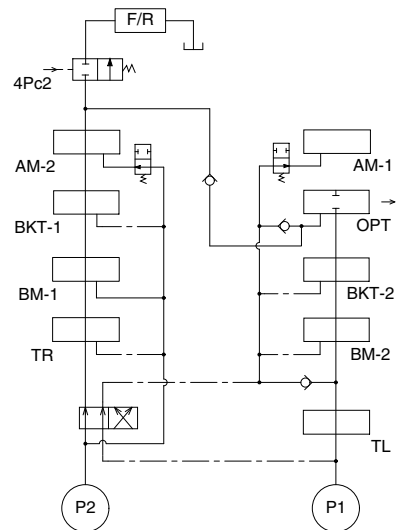 F/R
4Pc2
AM-2
AM-1
BKT-1
OPT
BM-1
BKT-2
TR
BM-2
TL
P2
P1